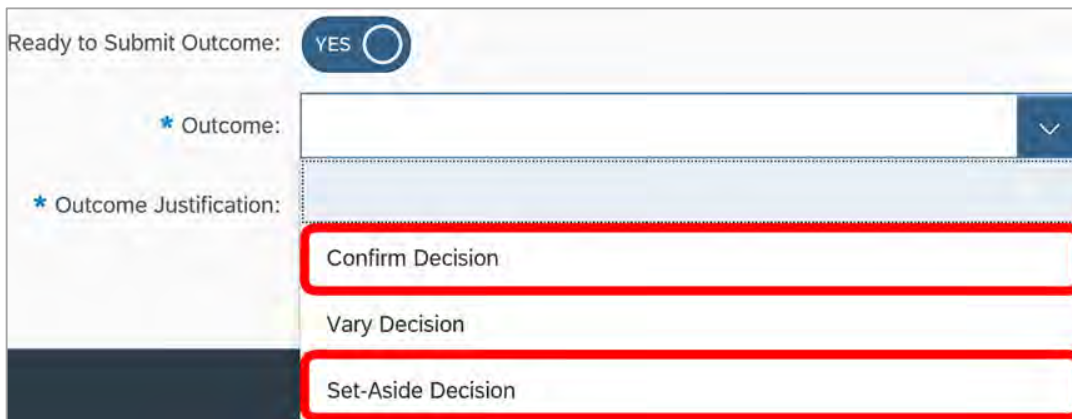 Ready to Submit Outcome: YES
* Outcome:
* Outcome Justification:
Confirm Decision
Vary Decision
Set-Aside Decision